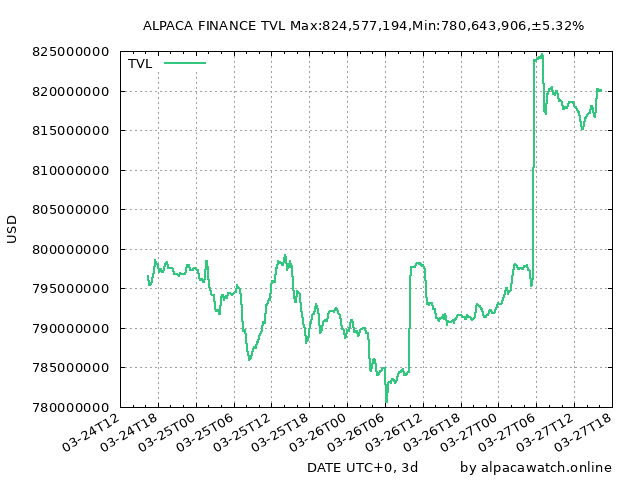 ALPACA FINANCE TVL Max:824,577,194,Min:780,643,906,±5.32%
825000000
TVL
820000000
815000000
810000000
805000000
USD
800000000
795000000
790000000
785000000
780000000
03-24T12
03-24T18
03-25T00
03-25T06
03-25T12
03-25T18
03-26T00
03-26T06
03-26T12
03-26T18
03-27T00
03-27T06
03-27T12
03-27T18
DATE UTC+0, 3d
by alpacawatch.online